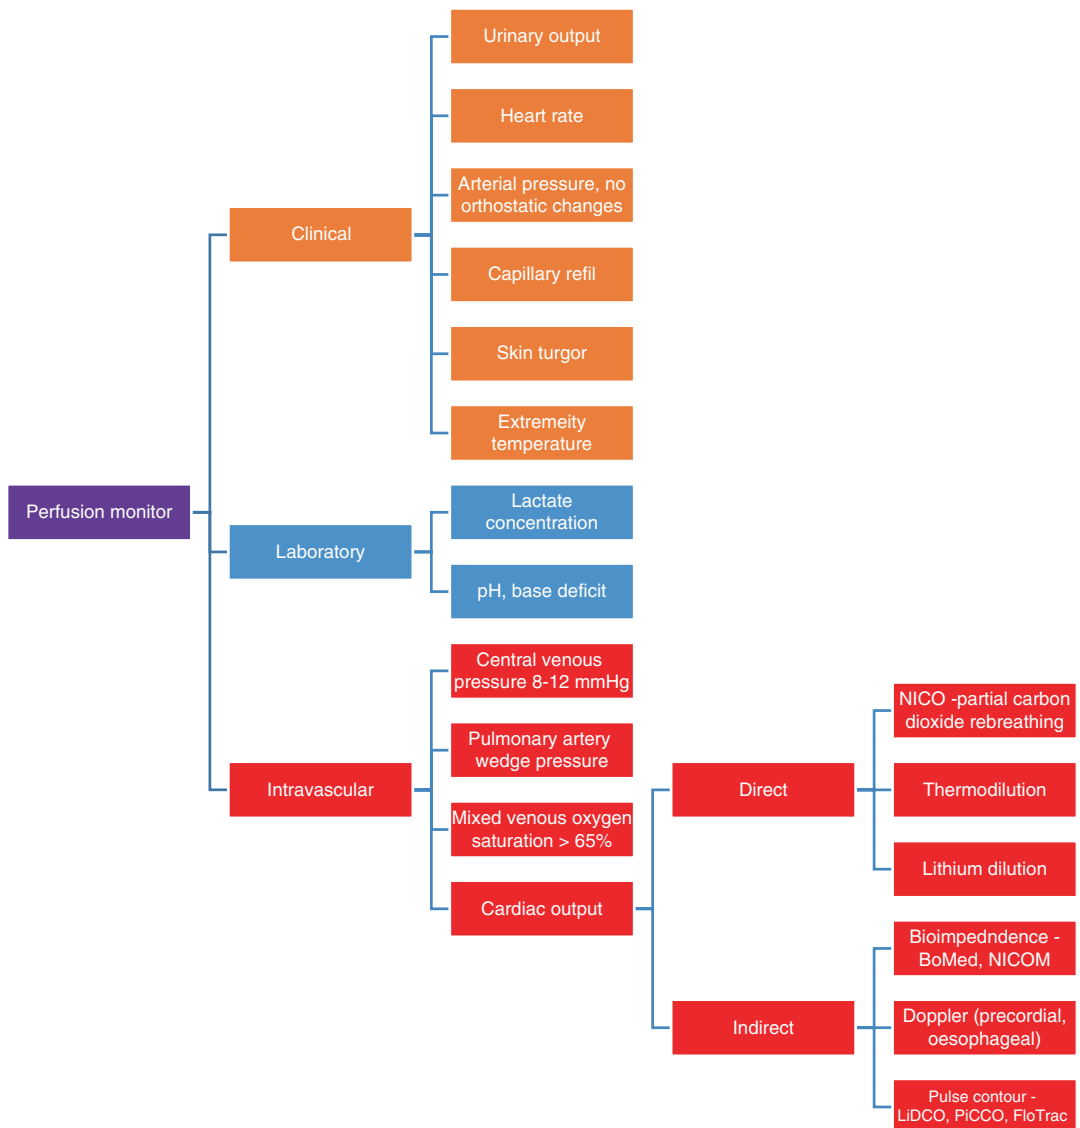 Urinary output
Heart rate
Arterial pressure, no
orthostatic changes
Clinical
Capillary refil
Skin turgor
Extremeity
temperature
Perfusion monitor
Lactate
concentration
Laboratory
pH, base deficit
Central venous
pressure 8-12 mmHg
Pulmonary artery
wedge pressure
Intravascular
Mixed venous oxygen
saturation > 65%
Cardiac output
NICO -partial carbon
dioxide rebreathing
Direct
Thermodilution
Lithium dilution
Bioimpedndence -
BoMed, NICOM
Indirect
Doppler (precordial,
oesophageal)
Pulse contour -
LiDCO, PiCCO, FloTrac